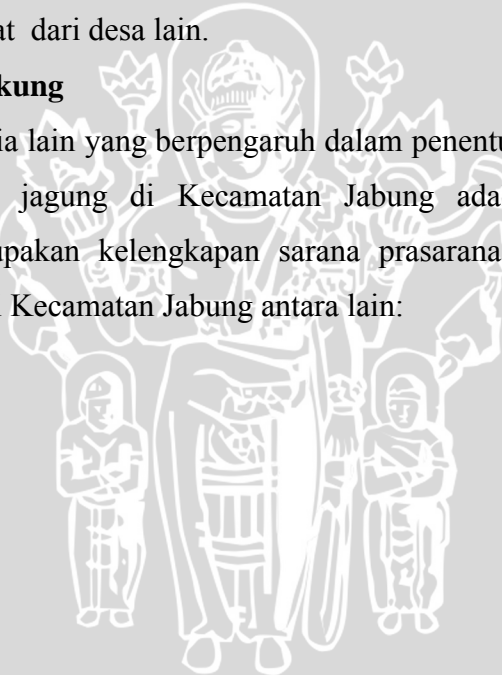 at dari desa lain.
kung
ia lain yang berpengaruh dalam penentu
jagung di Kecamatan Jabung ada
upakan kelengkapan sarana prasarana
Kecamatan Jabung antara lain: